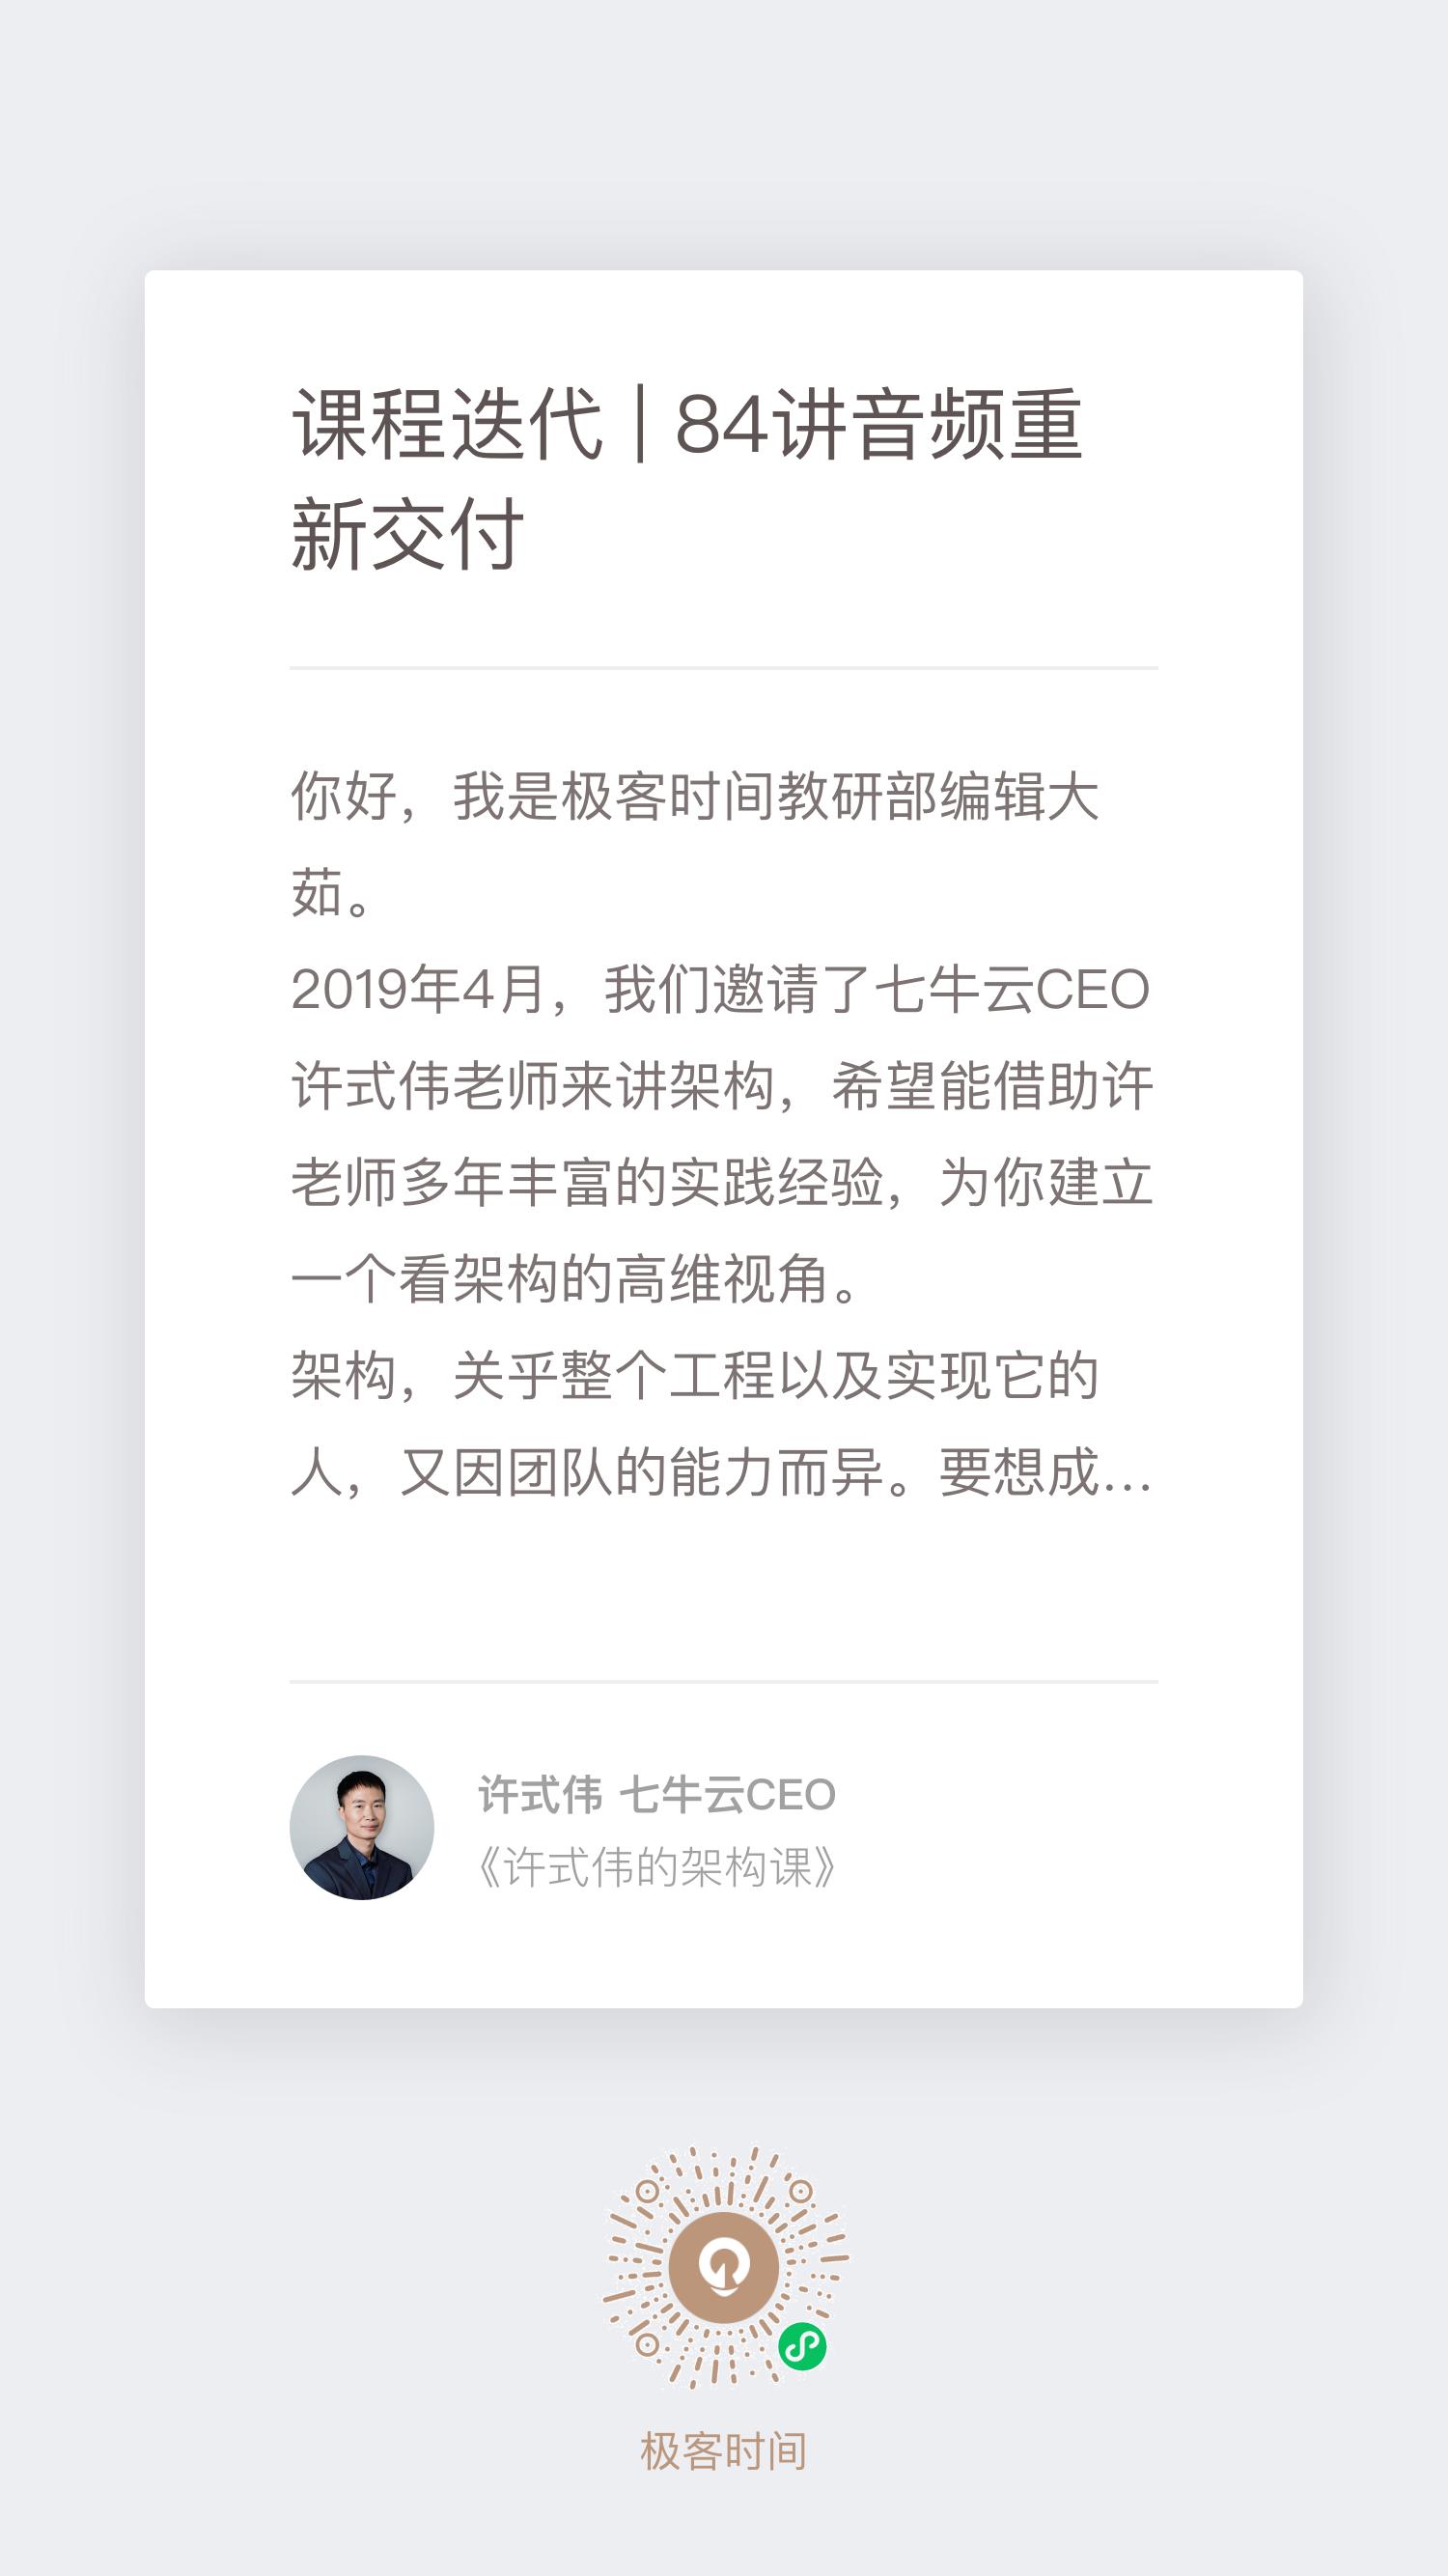 课程迭代 | 84讲音频重
新交付
你好，我是极客时间教研部编辑大
茹。
2019年4月，我们邀请了七牛云CEO
许式伟老师来讲架构，希望能借助许
老师多年丰富的实践经验，为你建立
一个看架构的高维视角。
架构，关乎整个工程以及实现它的
人，又因团队的能力而异。要想成...
许式伟 七牛云CEO
《许式伟的架构课》
极客时间